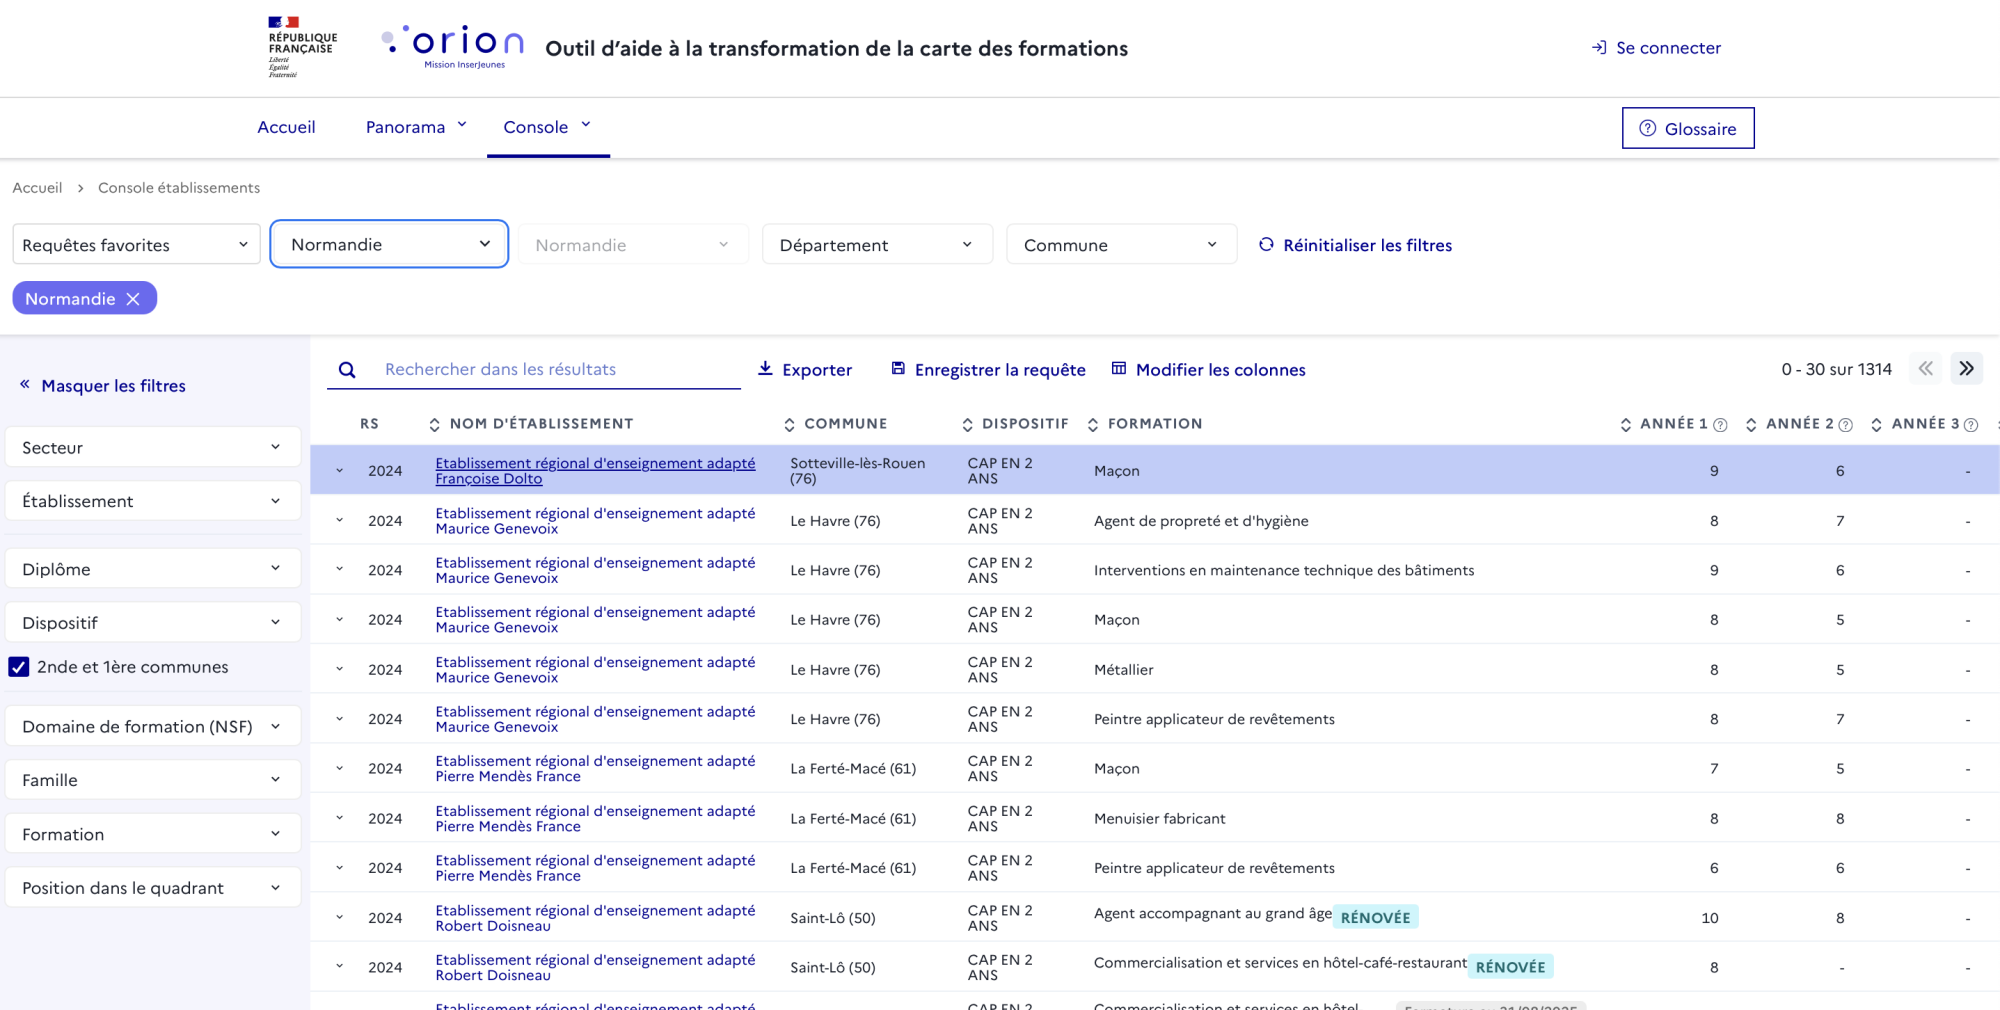 RÉPUBLIQUE
FRANÇAISE
Liberté
Égalité
Fraternité
orion
Mission InserJeunes
Outil d’aide à la transformation de la carte des formations
Se connecter
Accueil
Panorama
Console
Glossaire
Accueil > Console établissements
Requêtes favorites
Normandie
Normandie
Département
Commune
Réinitialiser les filtres
Normandie
Masquer les filtres
Secteur
Établissement
Diplôme
Dispositif
2nde et 1ère communes
Domaine de formation (NSF)
Famille
Formation
Position dans le quadrant
Rechercher dans les résultats
Exporter
Enregistrer la requête
Modifier les colonnes
0 - 30 sur 1314
RS NOM D'ÉTABLISSEMENT COMMUNE DISPOSITIF FORMATION ANNÉE 1 ANNÉE 2 ANNÉE 3
2024 Etablissement régional d'enseignement adapté Françoise Dolto Sotteville-lès-Rouen (76) CAP EN 2 ANS Maçon 9 6 -
2024 Etablissement régional d'enseignement adapté Maurice Genevoix Le Havre (76) CAP EN 2 ANS Agent de propreté et d'hygiène 8 7 -
2024 Etablissement régional d'enseignement adapté Maurice Genevoix Le Havre (76) CAP EN 2 ANS Interventions en maintenance technique des bâtiments 9 6 -
2024 Etablissement régional d'enseignement adapté Maurice Genevoix Le Havre (76) CAP EN 2 ANS Maçon 8 5 -
2024 Etablissement régional d'enseignement adapté Maurice Genevoix Le Havre (76) CAP EN 2 ANS Métallier 8 5 -
2024 Etablissement régional d'enseignement adapté Maurice Genevoix Le Havre (76) CAP EN 2 ANS Peintre applicateur de revêtements 8 7 -
2024 Etablissement régional d'enseignement adapté Pierre Mendès France La Ferté-Macé (61) CAP EN 2 ANS Maçon 7 5 -
2024 Etablissement régional d'enseignement adapté Pierre Mendès France La Ferté-Macé (61) CAP EN 2 ANS Menuisier fabricant 8 8 -
2024 Etablissement régional d'enseignement adapté Pierre Mendès France La Ferté-Macé (61) CAP EN 2 ANS Peintre applicateur de revêtements 6 6 -
2024 Etablissement régional d'enseignement adapté Robert Doisneau Saint-Lô (50) CAP EN 2 ANS Agent accompagnant au grand âge RÉNOVÉE 10 8 -
2024 Etablissement régional d'enseignement adapté Robert Doisneau Saint-Lô (50) CAP EN 2 ANS Commercialisation et services en hôtel-café-restaurant RÉNOVÉE 8 - -
Etablissement régional d'enseignement adapté CAP EN 2 Commercialisation et services en hôtel-